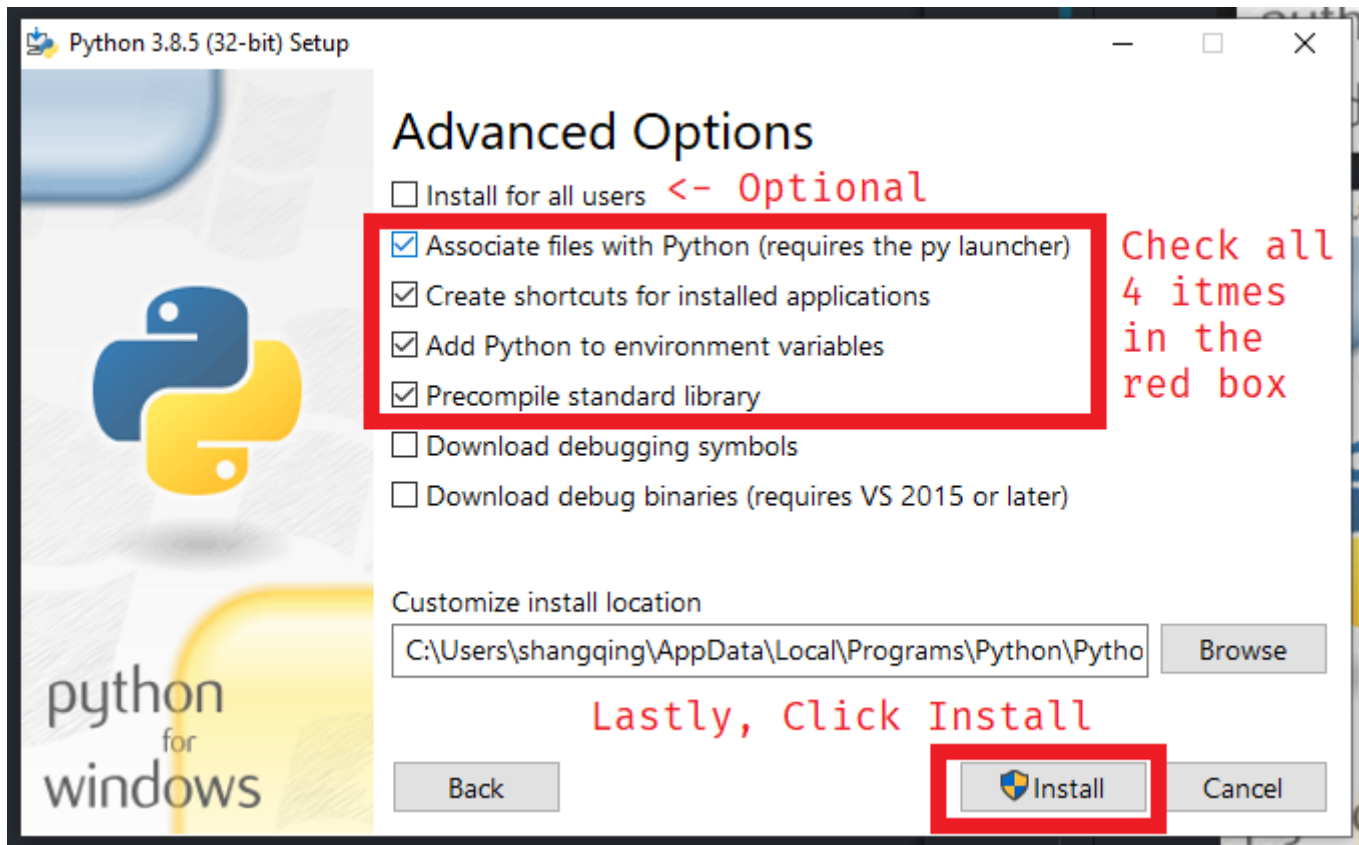 Python 3.8.5 (32-bit) Setup
Advanced Options
Install for all users <- Optional
Associate files with Python (requires the py launcher)
Create shortcuts for installed applications
Add Python to environment variables
Precompile standard library
Check all
4 itmes
in the
red box
Download debugging symbols
Download debug binaries (requires VS 2015 or later)
Customize install location
C:\Users\shangqing\AppData\Local\Programs\Python\Pytho
Browse
Lastly, Click Install
python
for
windows
Back
Install
Cancel